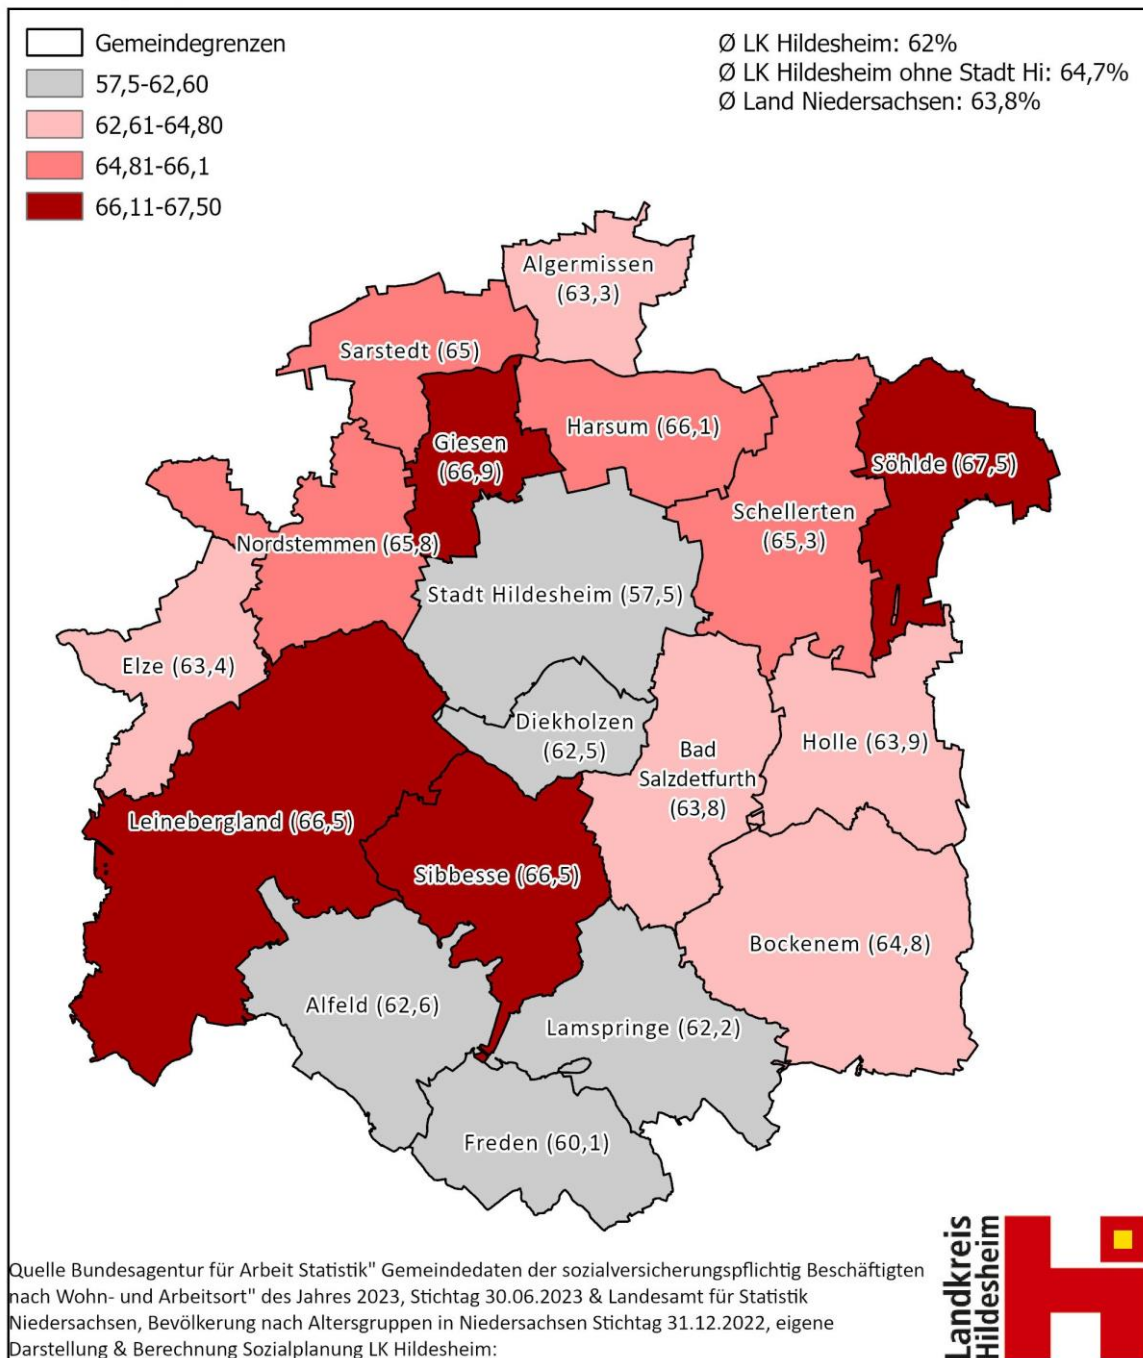 Gemeindegrenzen
57,5-62,60
62,61-64,80
64,81-66,1
66,11-67,50
Ø LK Hildesheim: 62%
Ø LK Hildesheim ohne Stadt Hi: 64,7%
Ø Land Niedersachsen: 63,8%
Algermissen
(63,3)
Sarstedt (65)
Giesen
(66,9)
Harsum (66,1)
Söhlde (67,5)
Schellerten
(65,3)
Nordstemmen (65,8)
Stadt Hildesheim (57,5)
Elze (63,4)
Diekholzen
(62,5)
Bad
Salzdetfurth
(63,8)
Holle (63,9)
Leinebergland (66,5)
Sibbesse (66,5)
Bockenem (64,8)
Alfeld (62,6)
Lamspringe (62,2)
Freden (60,1)
Quelle Bundesagentur für Arbeit Statistik" Gemeindedaten der sozialversicherungspflichtig Beschäftigten
nach Wohn- und Arbeitsort" des Jahres 2023, Stichtag 30.06.2023 & Landesamt für Statistik
Niedersachsen, Bevölkerung nach Altersgruppen in Niedersachsen Stichtag 31.12.2022, eigene
Darstellung & Berechnung Sozialplanung LK Hildesheim:
Landkreis
Hildesheim